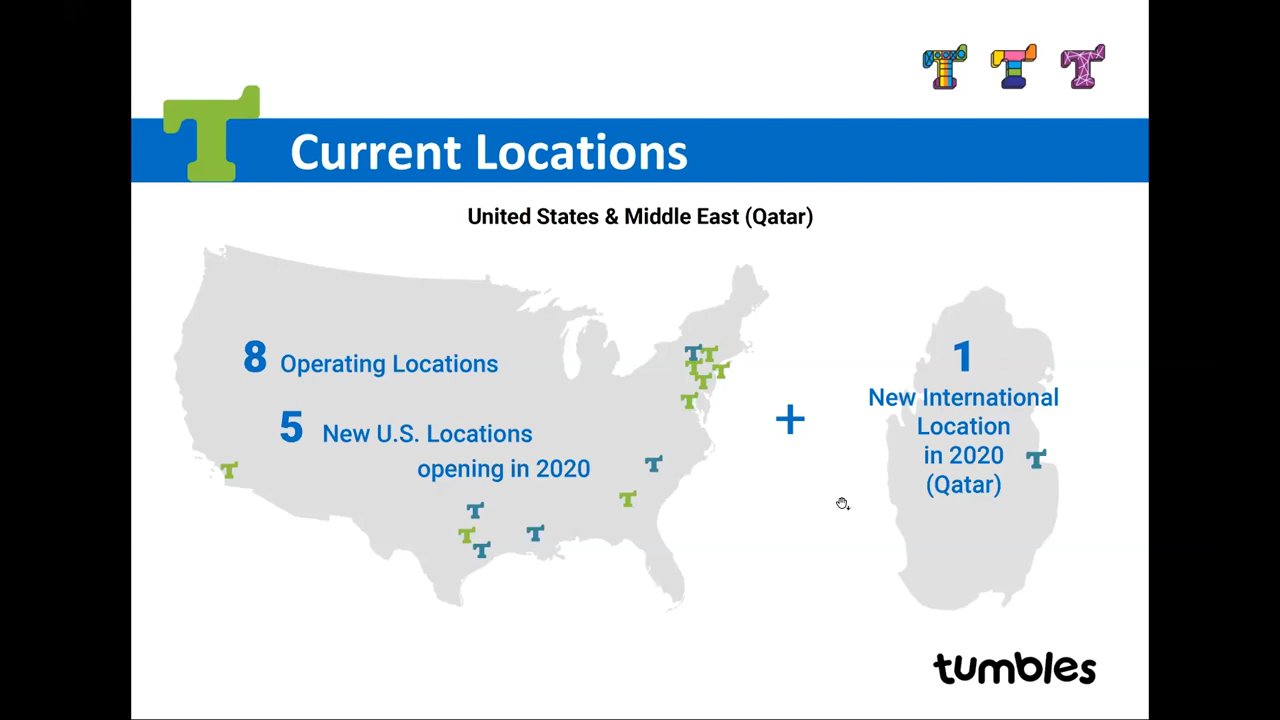 Current Locations
United States & Middle East (Qatar)
8 Operating Locations
5 New U.S. Locations
opening in 2020
+
1
New International
Location
in 2020
(Qatar)
tumbles